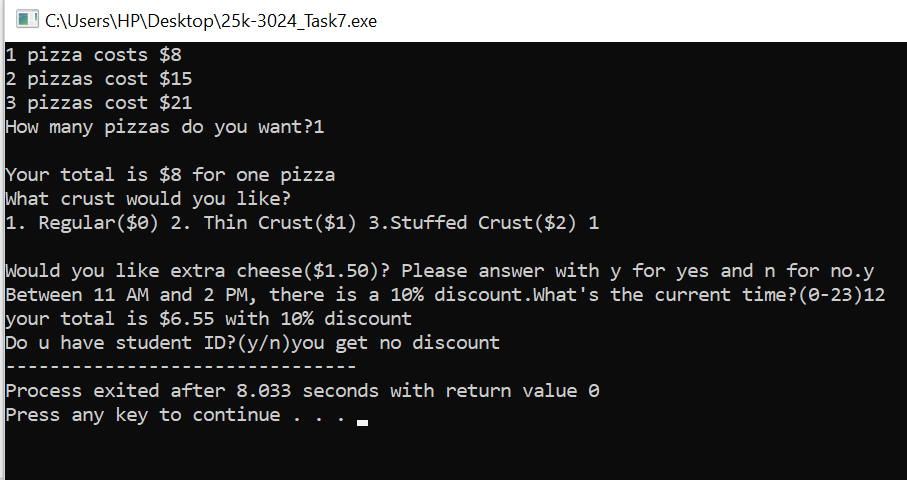 C:\Users\HP\Desktop\25k-3024_Task7.exe
1 pizza costs $8
2 pizzas cost $15
3 pizzas cost $21
How many pizzas do you want?1
Your total is $8 for one pizza
What crust would you like?
1. Regular($0) 2. Thin Crust($1) 3.Stuffed Crust($2) 1
Would you like extra cheese($1.50)? Please answer with y for yes and n for no.y
Between 11 AM and 2 PM, there is a 10% discount.What's the current time?(0-23)12
your total is $6.55 with 10% discount
Do u have student ID?(y/n)you get no discount
--------------------------------
Process exited after 8.033 seconds with return value 0
Press any key to continue . . .